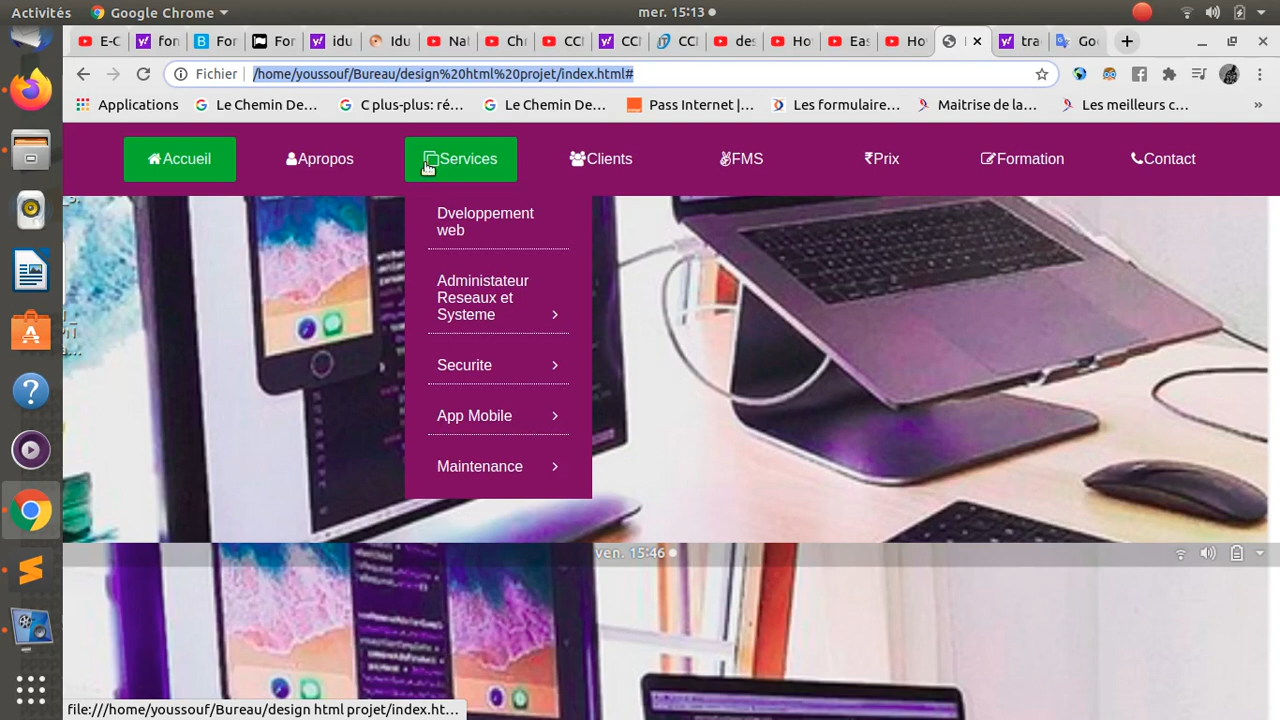 Activités Google Chrome mer. 15:13
E-C for For For idu Idu Nat Chr CCI CCI CCI des Ho Eas Ho tra Go
Fichier /home/youssouf/Bureau/design%20html%20projet/index.html#
Applications Le Chemin De... C plus-plus: ré... Le Chemin De... Pass Internet |... Les formulaire... Maitrise de la... Les meilleurs c... »
Accueil Apropos Services Clients FMS Prix Formation Contact
Dveloppement
web
Administateur
Reseaux et
Systeme
Securite
App Mobile
Maintenance
ven. 15:46
file:///home/youssouf/Bureau/design html projet/index.ht...